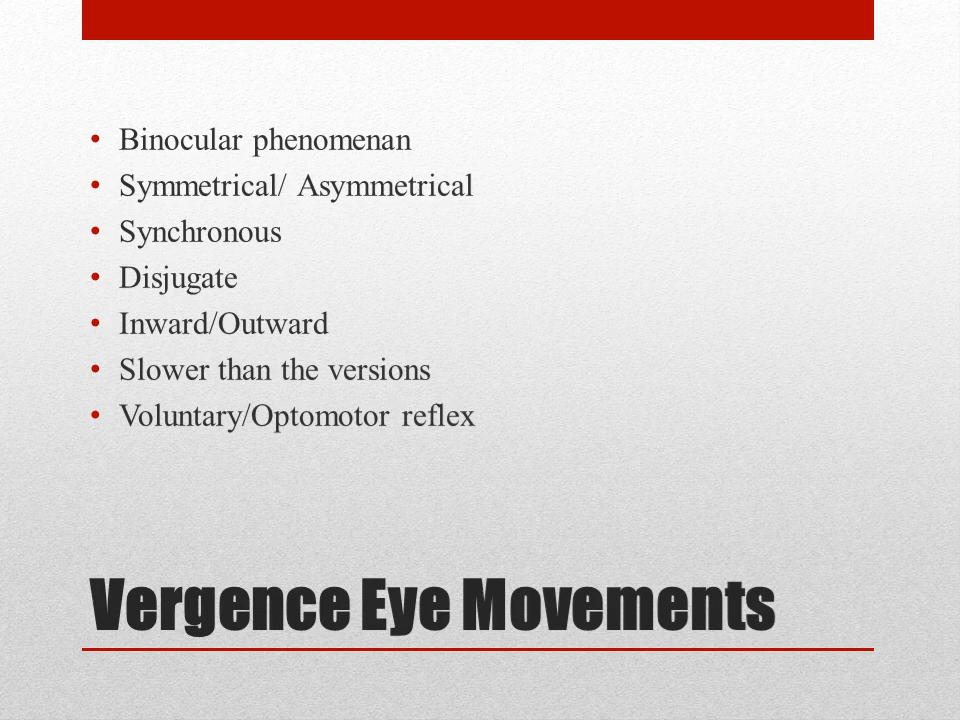 • Binocular phenomenan
• Symmetrical/ Asymmetrical
• Synchronous
• Disjugate
• Inward/Outward
• Slower than the versions
• Voluntary/Optomotor reflex
Vergence Eye Movements